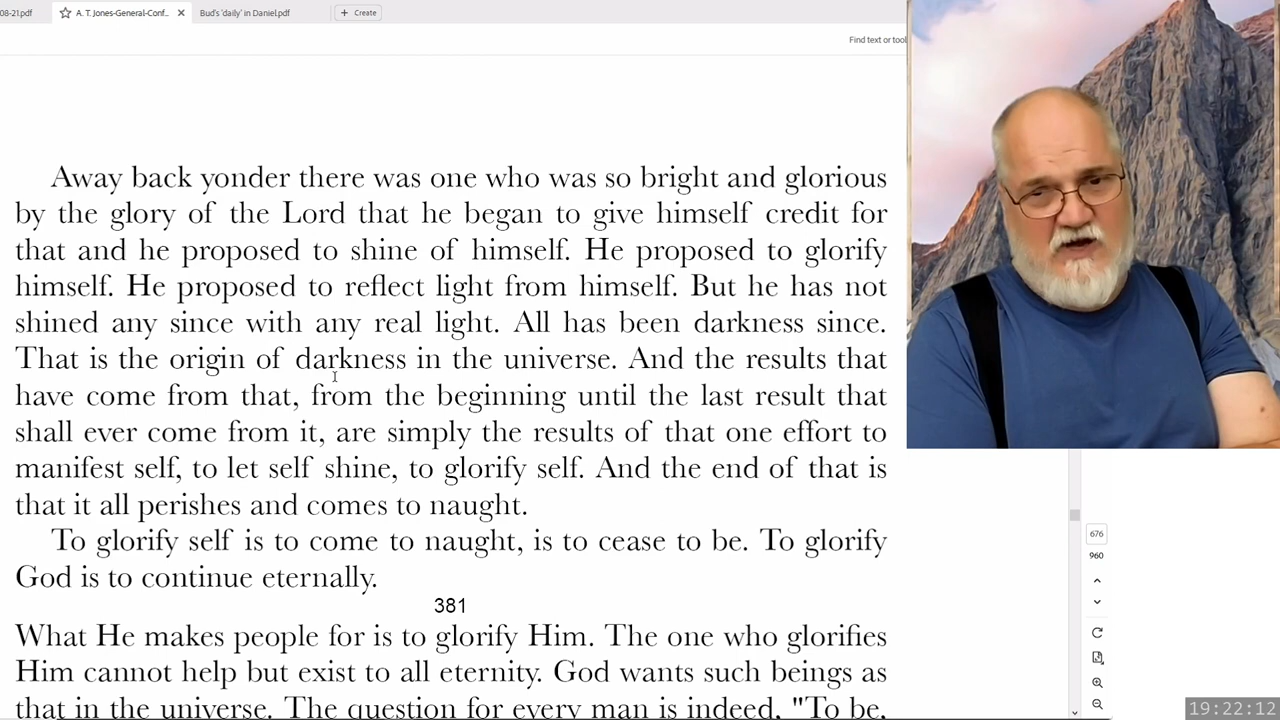 08-21.pdf
A. T. Jones-General-Conf...
Bud's 'daily' in Daniel.pdf
Create
Find text or tool
Away back yonder there was one who was so bright and glorious
by the glory of the Lord that he began to give himself credit for
that and he proposed to shine of himself. He proposed to glorify
himself. He proposed to reflect light from himself. But he has not
shined any since with any real light. All has been darkness since.
That is the origin of darkness in the universe. And the results that
have come from that, from the beginning until the last result that
shall ever come from it, are simply the results of that one effort to
manifest self, to let self shine, to glorify self. And the end of that is
that it all perishes and comes to naught.
To glorify self is to come to naught, is to cease to be. To glorify
God is to continue eternally.
381
What He makes people for is to glorify Him. The one who glorifies
Him cannot help but exist to all eternity. God wants such beings as
that in the universe. The question for every man is indeed, "To be,
676
960
19:22:12